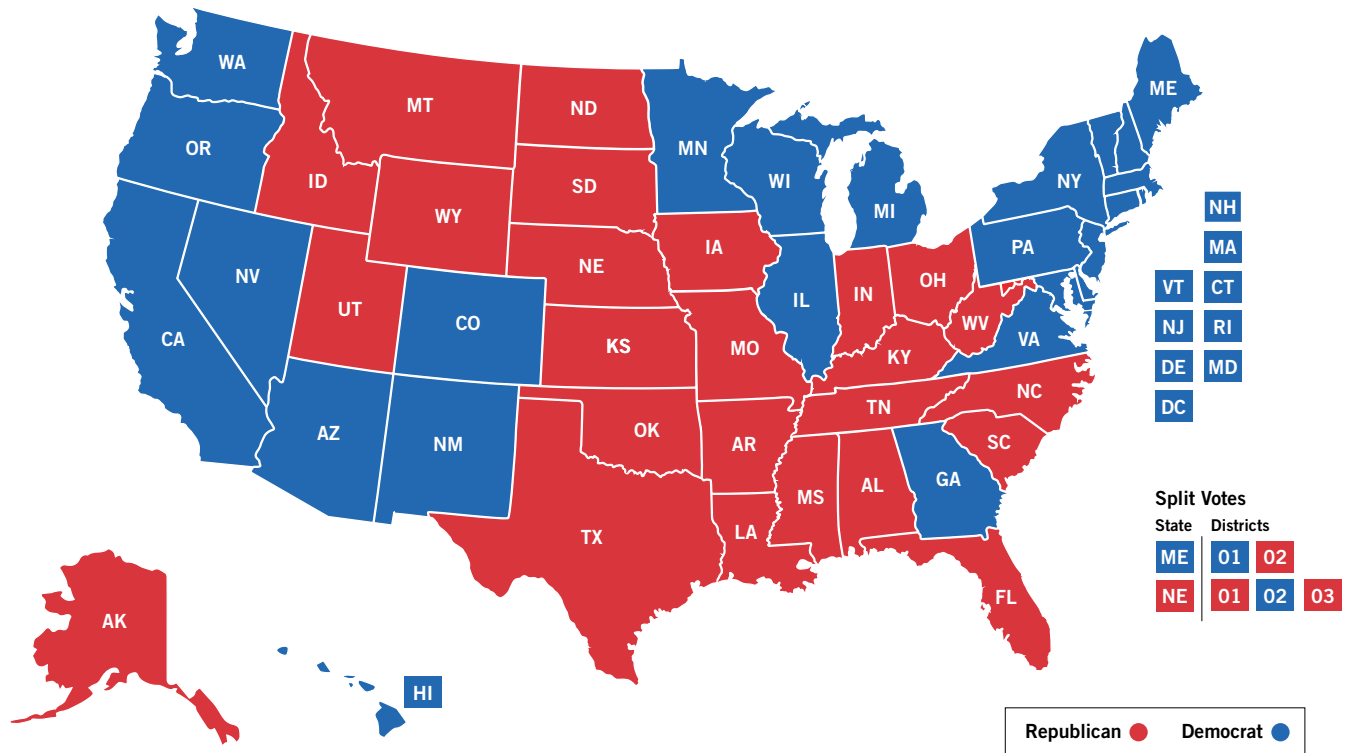 WA
MT
ND
MN
ME
OR
ID
SD
WI
NY
WY
MI
NH
IA
PA
MA
NV
NE
OH
UT
CO
IL
IN
VT
CT
CA
KS
MO
WV
VA
NJ
RI
KY
DE
MD
NC
TN
DC
AZ
NM
OK
AR
SC
MS
AL
GA
TX
LA
Split Votes
State Districts
ME 01 02
NE 01 02 03
FL
AK
HI
Republican Democrat